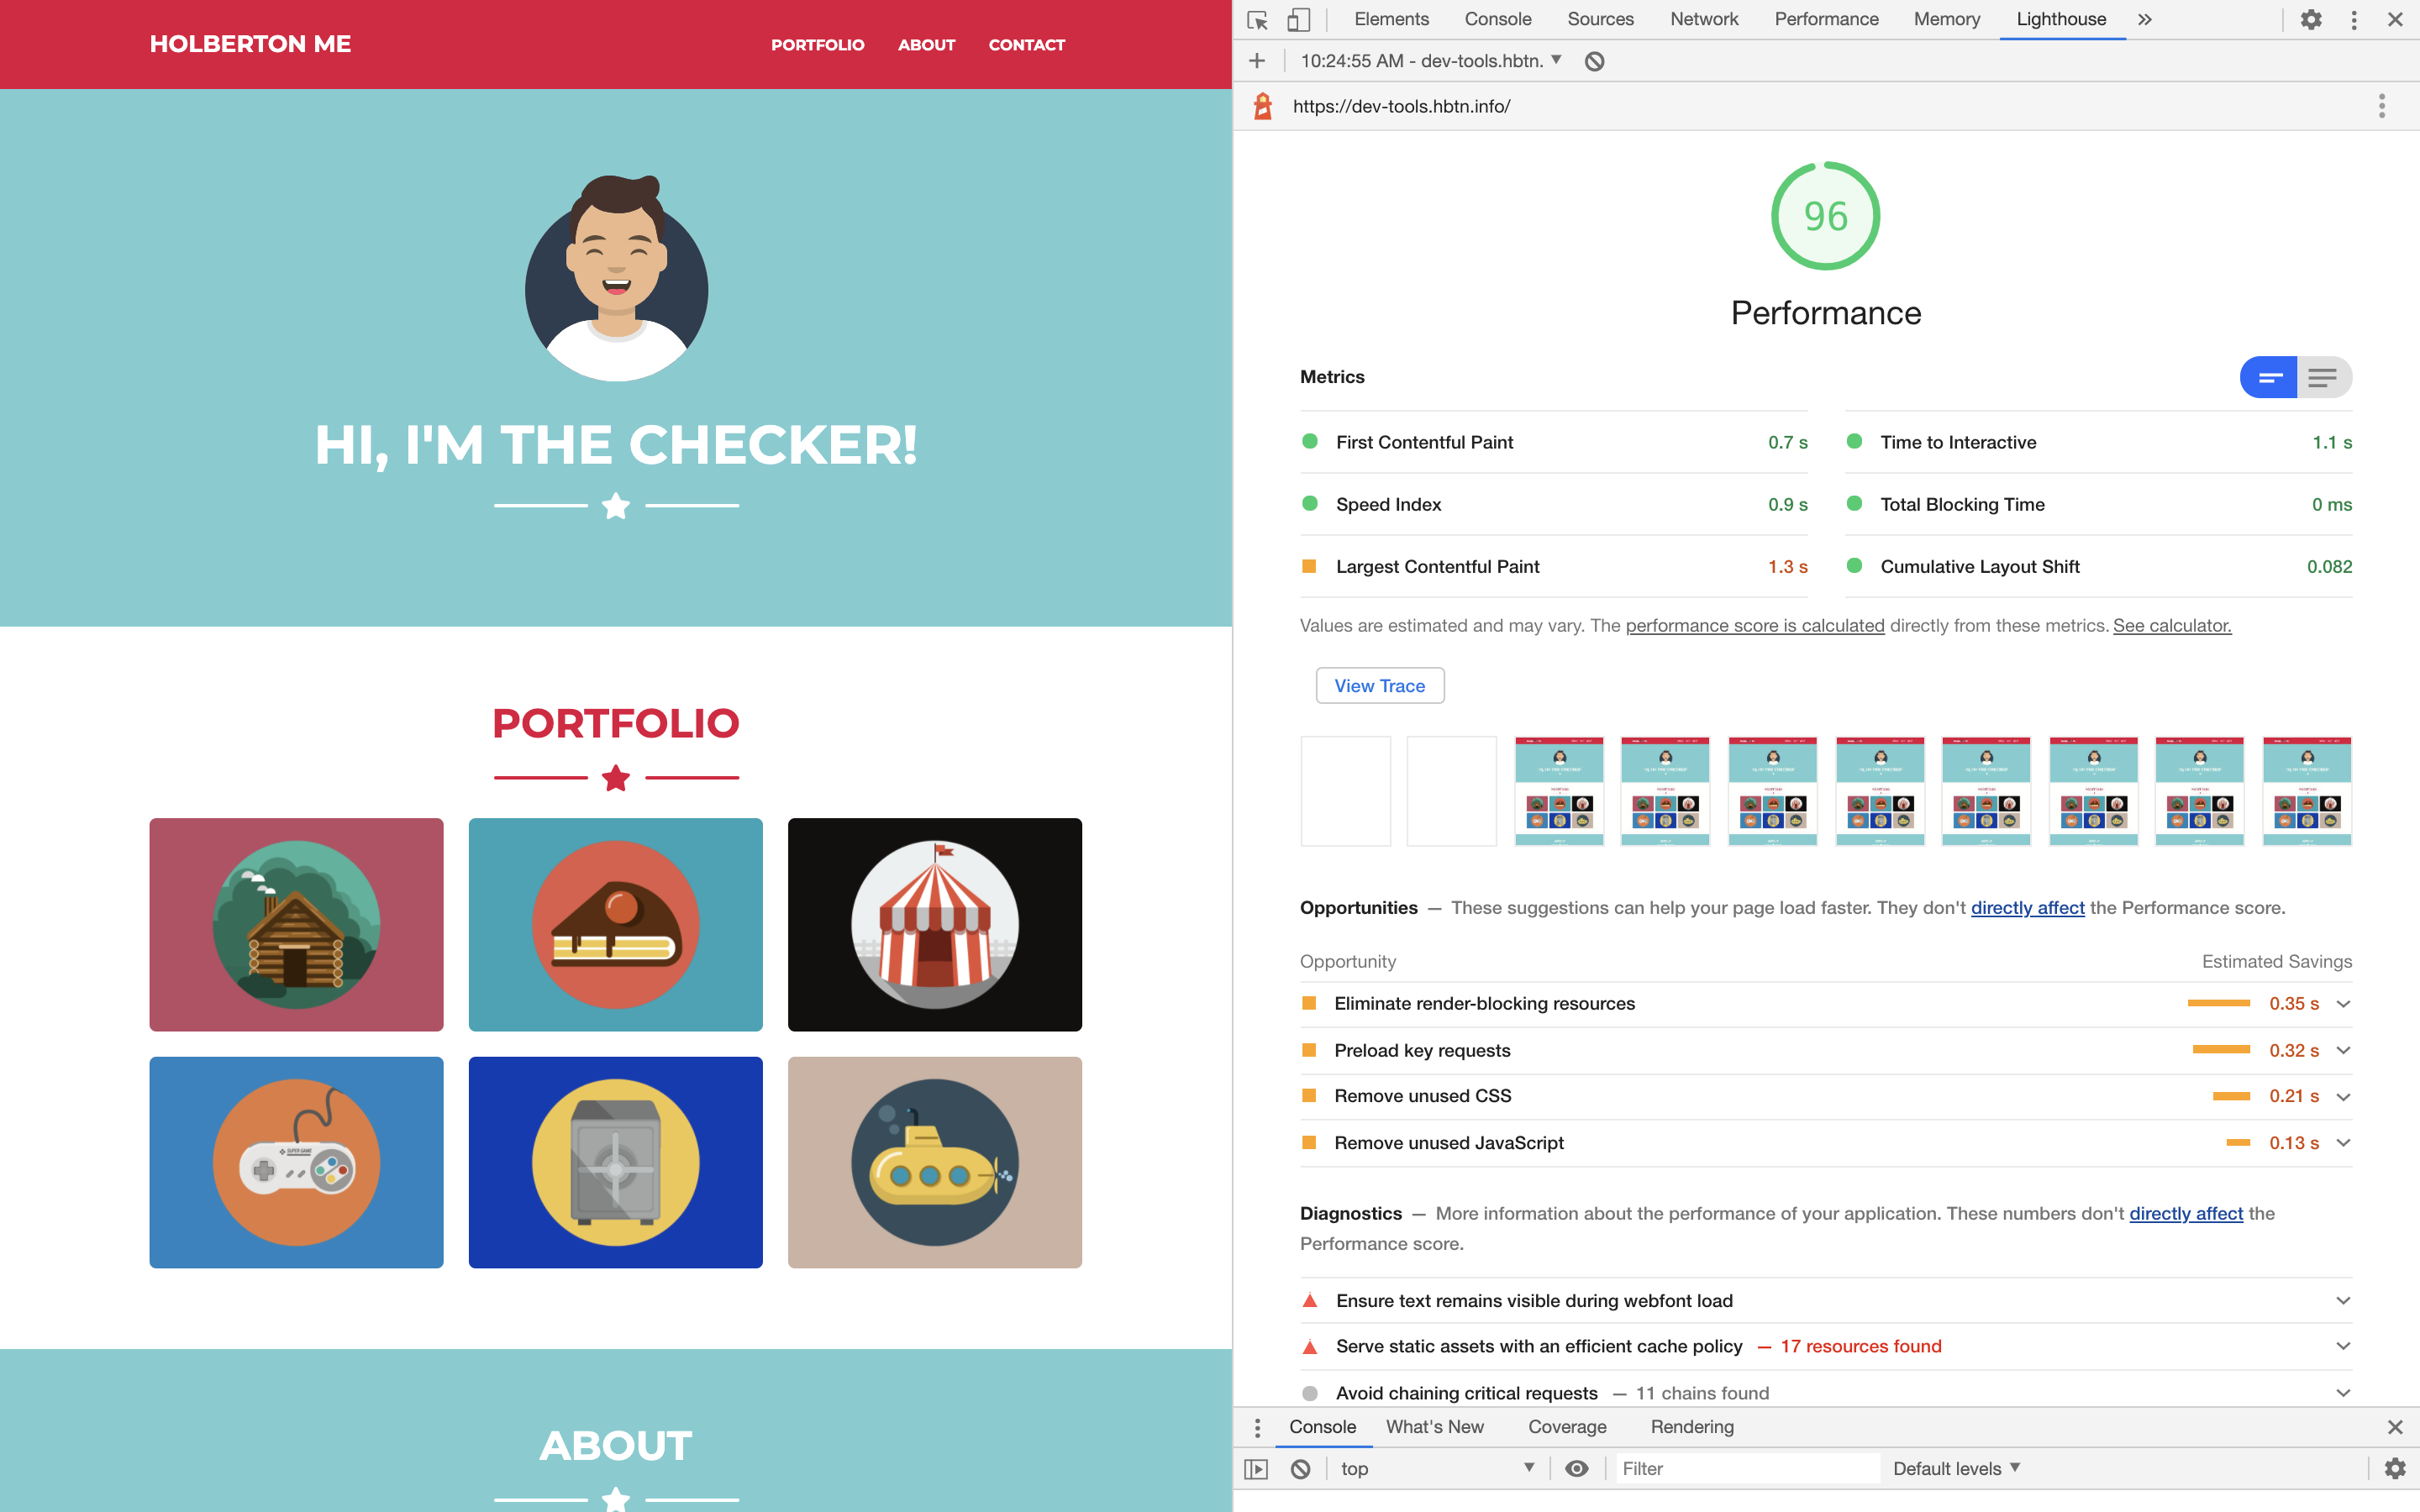 HOLBERTON ME
PORTFOLIO ABOUT CONTACT
HI, I'M THE CHECKER!
PORTFOLIO
SUPER GAME
ABOUT
Elements Console Sources Network Performance Memory Lighthouse
10:24:55 AM - dev-tools.hbtn.
https://dev-tools.hbtn.info/
96
Performance
Metrics
First Contentful Paint 0.7 s
Time to Interactive 1.1 s
Speed Index 0.9 s
Total Blocking Time 0 ms
Largest Contentful Paint 1.3 s
Cumulative Layout Shift 0.082
Values are estimated and may vary. The performance score is calculated directly from these metrics. See calculator.
View Trace
Opportunities — These suggestions can help your page load faster. They don't directly affect the Performance score.
Opportunity Estimated Savings
Eliminate render-blocking resources 0.35 s
Preload key requests 0.32 s
Remove unused CSS 0.21 s
Remove unused JavaScript 0.13 s
Diagnostics — More information about the performance of your application. These numbers don't directly affect the
Performance score.
Ensure text remains visible during webfont load
Serve static assets with an efficient cache policy — 17 resources found
Avoid chaining critical requests — 11 chains found
Console What's New Coverage Rendering
top Filter Default levels